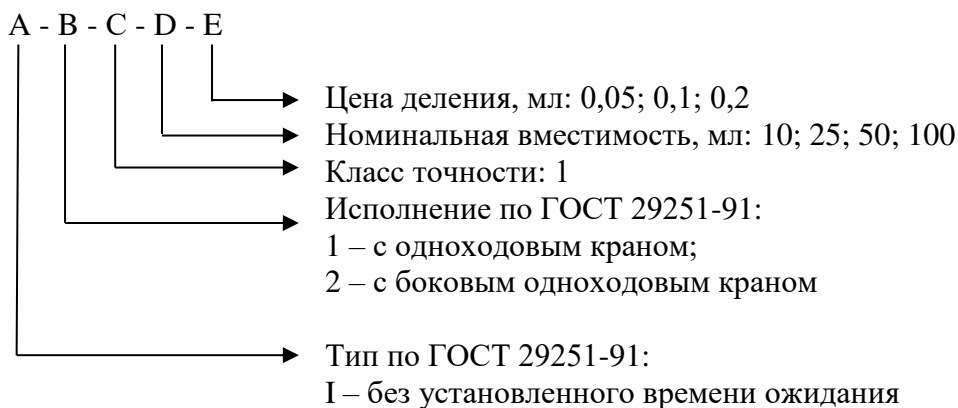 A - B - C - D - E
Цена деления, мл: 0,05; 0,1; 0,2
Номинальная вместимость, мл: 10; 25; 50; 100
Класс точности: 1
Исполнение по ГОСТ 29251-91:
1 – с одноходовым краном;
2 – с боковым одноходовым краном
Тип по ГОСТ 29251-91:
I – без установленного времени ожидания